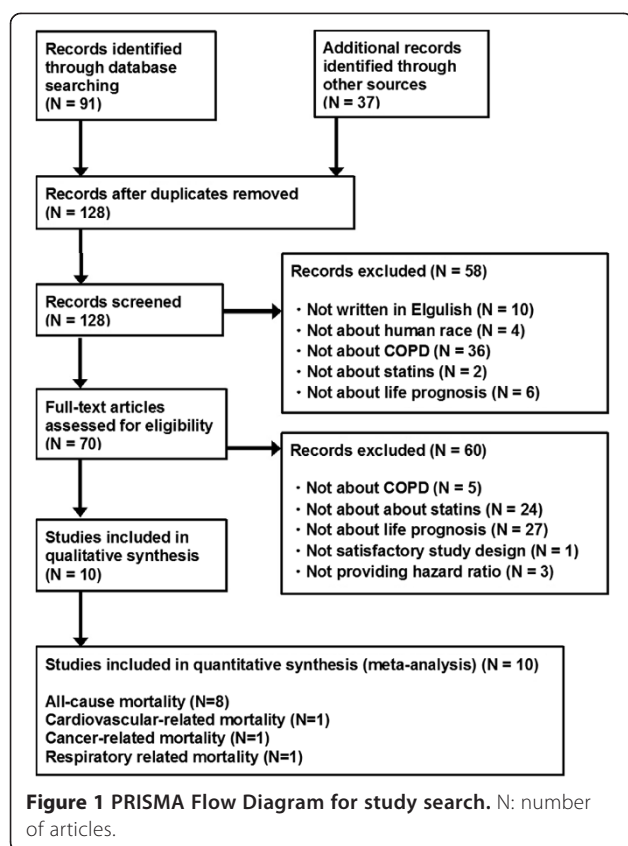 Records identified
through database
searching
(N = 91)
Additional records
identified through
other sources
(N = 37)
Records after duplicates removed
(N = 128)
Records screened
(N = 128)
Records excluded (N = 58)
・Not written in Elgulish (N = 10)
・Not about human race (N = 4)
・Not about COPD (N = 36)
・Not about statins (N = 2)
・Not about life prognosis (N = 6)
Full-text articles
assessed for eligibility
(N = 70)
Records excluded (N = 60)
・Not about COPD (N = 5)
・Not about about statins (N = 24)
・Not about life prognosis (N = 27)
・Not satisfactory study design (N = 1)
・Not providing hazard ratio (N = 3)
Studies included in
qualitative synthesis
(N = 10)
Studies included in quantitative synthesis (meta-analysis) (N = 10)
All-cause mortality (N=8)
Cardiovascular-related mortality (N=1)
Cancer-related mortality (N=1)
Respiratory related mortality (N=1)
Figure 1 PRISMA Flow Diagram for study search. N: number
of articles.